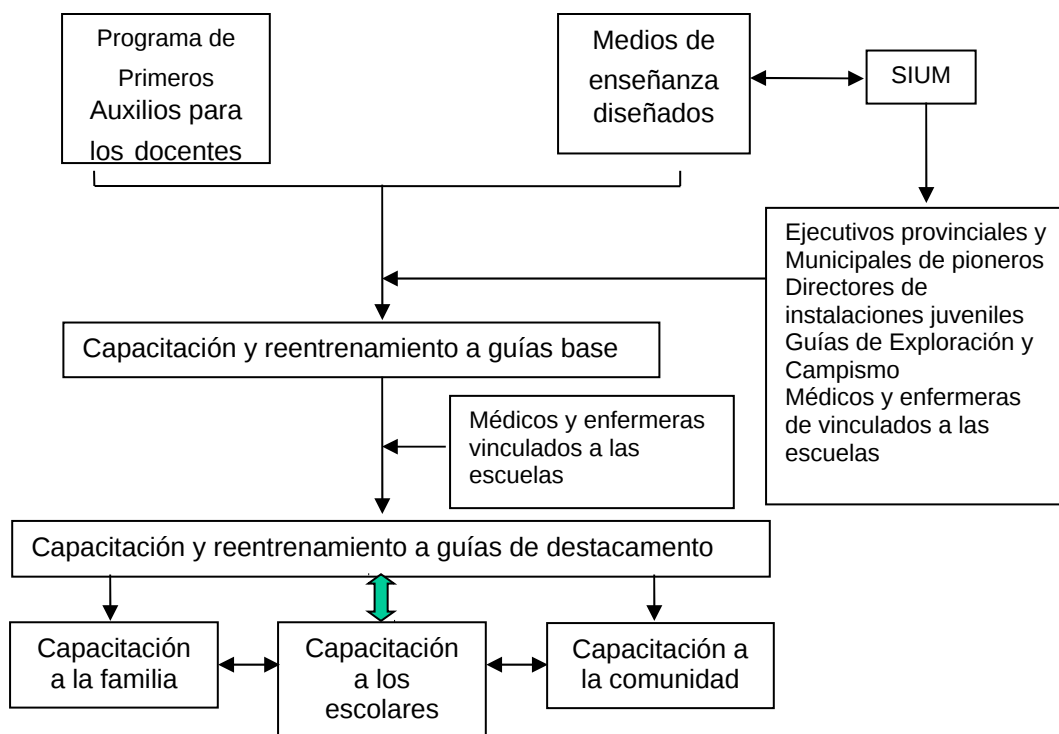 Programa de
Primeros
Auxilios para
los docentes
Medios de
enseñanza
diseñados
SIUM
Ejecutivos provinciales y
Municipales de pioneros
Directores de
instalaciones juveniles
Guías de Exploración y
Campismo
Médicos y enfermeras
de vinculados a las
escuelas
Capacitación y reentrenamiento a guías base
Médicos y enfermeras
vinculados a las
escuelas
Capacitación y reentrenamiento a guías de destacamento
Capacitación
a la familia
Capacitación
a los
escolares
Capacitación a
la comunidad